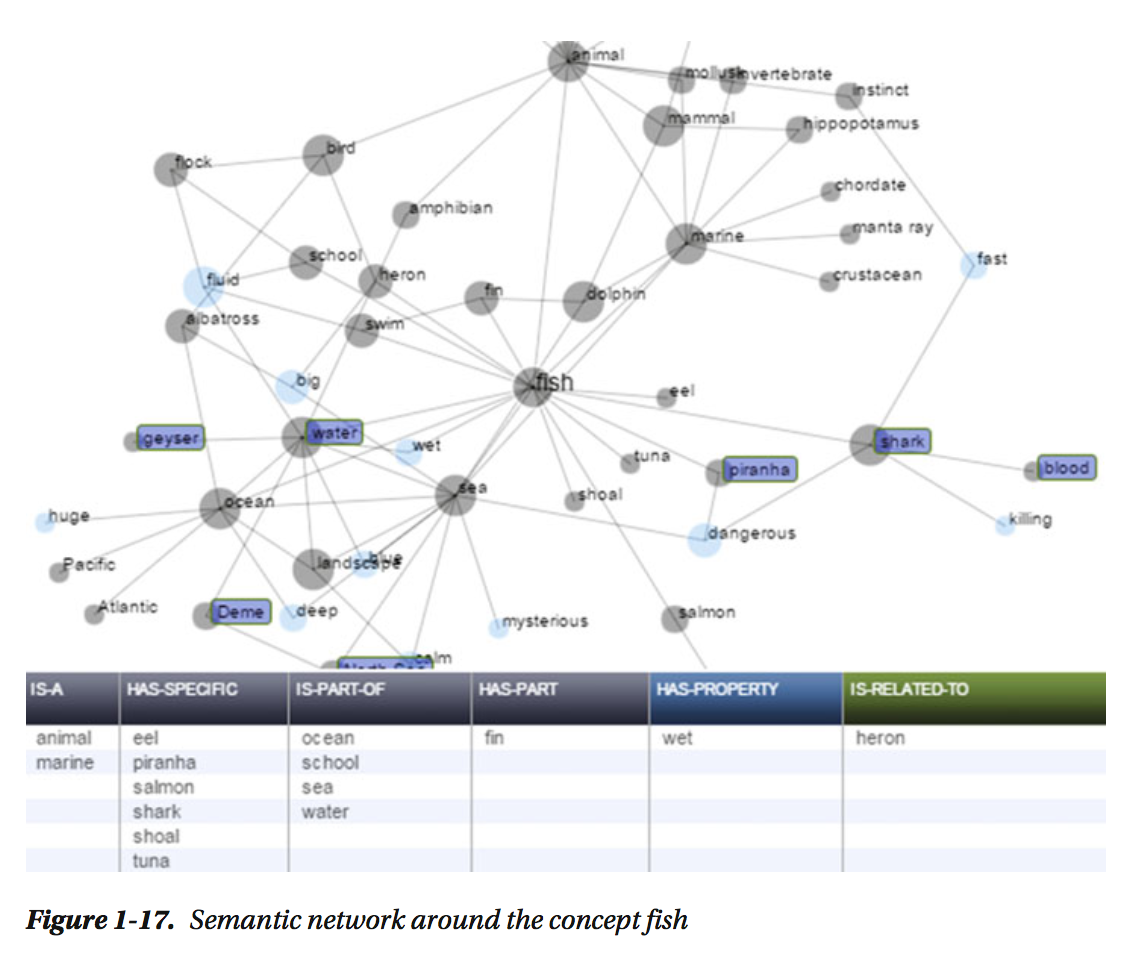 animal
mollusk
invertebrate
instinct
mammal
hippopotamus
bird
flock
chordate
amphibian
manta ray
marine
school
fast
heron
crustacean
fluid
fin
dolphin
albatross
swim
big
fish
eel
geyser
water
wet
shark
tuna
piranha
blood
sea
shoal
ocean
huge
killing
dangerous
Pacific
landscape
blue
Atlantic
Deme
deep
mysterious
salmon
North Sea
calm
IS-A HAS-SPECIFIC IS-PART-OF HAS-PART HAS-PROPERTY IS-RELATED-TO
animal eel ocean fin wet heron
marine piranha school
salmon sea
shark water
shoal
tuna
Figure 1-17. Semantic network around the concept fish